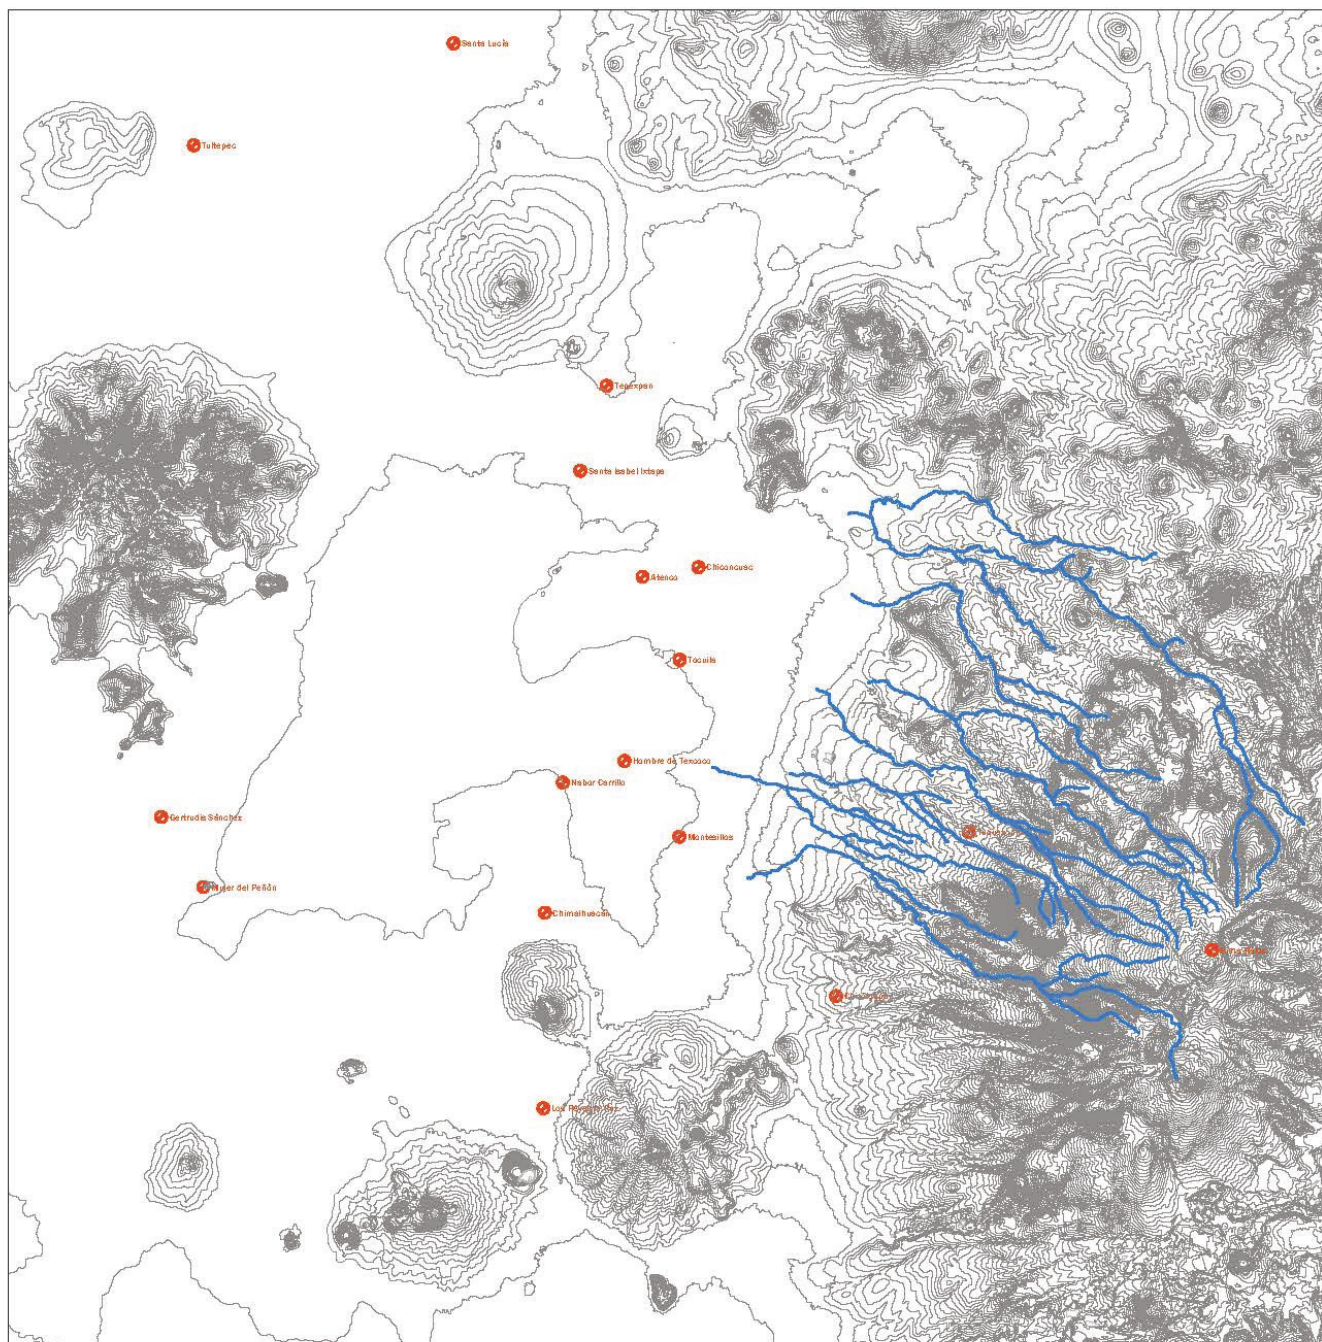 Santa Lucía
Tultepec
Tepexpan
Santa Isabel Ixtapa
Chiconcuac
Atenco
Tocuila
Hombre de Texcoco
Nabor Carrillo
Gertrudis Sánchez
Montesillos
Mujer del Peñón
Chimalhuacán